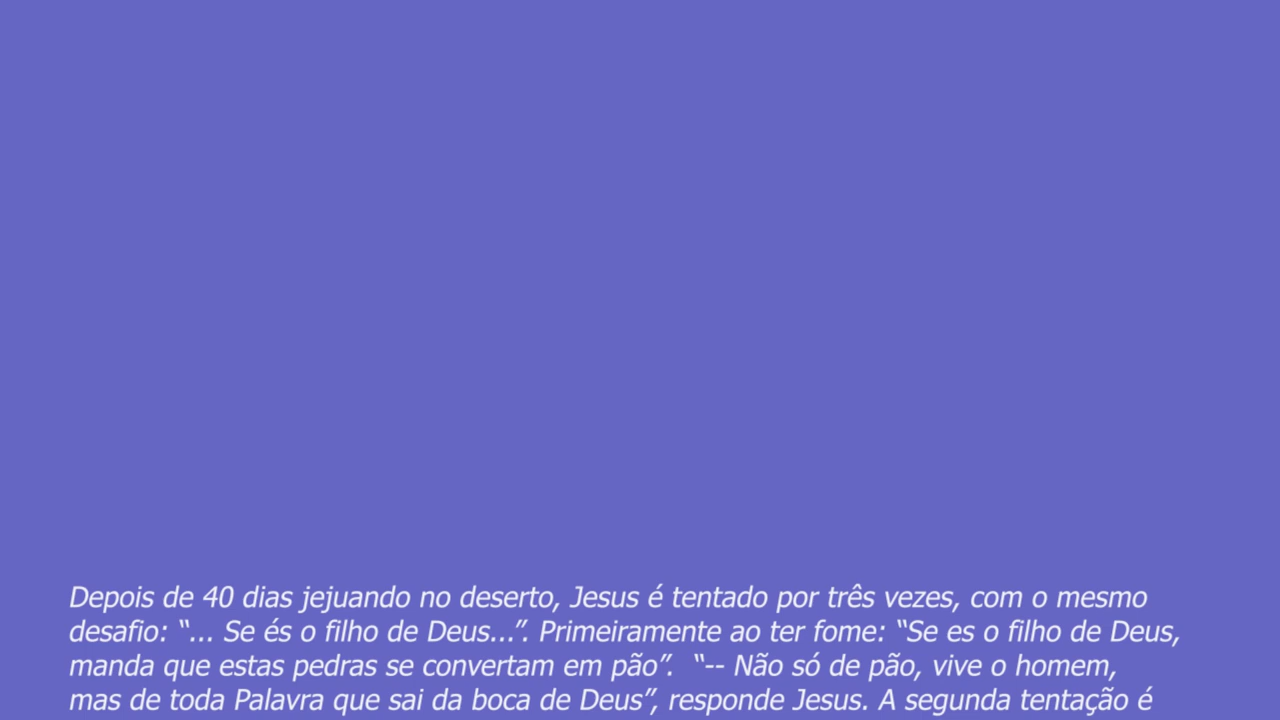 Depois de 40 dias jejuando no deserto, Jesus é tentado por três vezes, com o mesmo
desafio: “... Se és o filho de Deus...”. Primeiramente ao ter fome: “Se es o filho de Deus,
manda que estas pedras se convertam em pão”.  “-- Não só de pão, vive o homem,
mas de toda Palavra que sai da boca de Deus”, responde Jesus. A segunda tentação é